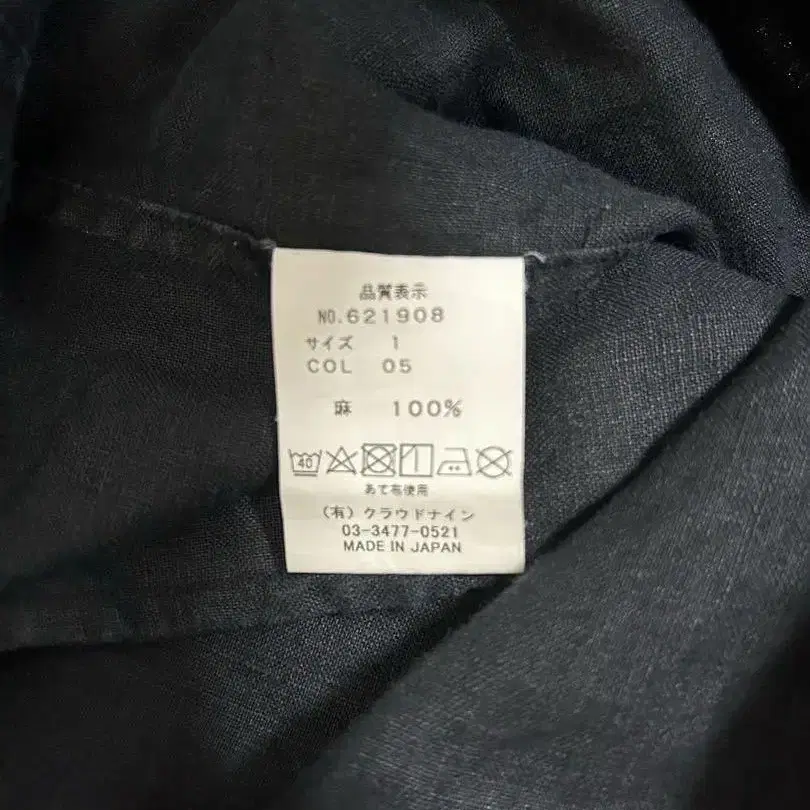 品質表示
NO.621908
サイズ 1
COL 05
麻 100%
40
あて布使用
(有)クラウドナイン
03-3477-0521
MADE IN JAPAN